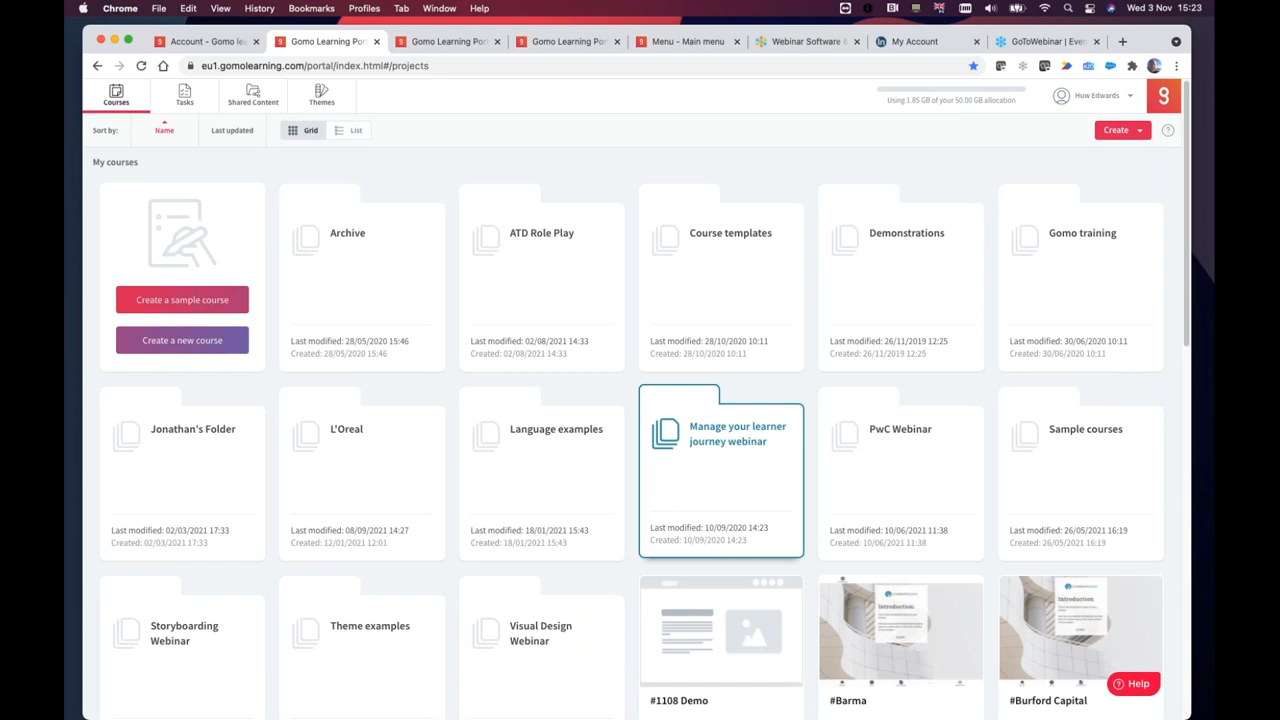 Chrome File Edit View History Bookmarks Profiles Tab Window Help Wed 3 Nov 15:23
Account - Gomo lea Gomo Learning Por Gomo Learning Por Gomo Learning Por Menu - Main menu Webinar Software & My Account GoToWebinar | Even
eu1.gomolearning.com/portal/index.html#/projects
Courses Tasks Shared Content Themes Using 1.85 GB of your 50.00 GB allocation Huw Edwards
Sort by: Name Last updated Grid List Create
My courses
Create a sample course
Create a new course
Archive
Last modified: 28/05/2020 15:46
Created: 28/05/2020 15:46
ATD Role Play
Last modified: 02/08/2021 14:33
Created: 02/08/2021 14:33
Course templates
Last modified: 28/10/2020 10:11
Created: 28/10/2020 10:11
Demonstrations
Last modified: 26/11/2019 12:25
Created: 26/11/2019 12:25
Gomo training
Last modified: 30/06/2020 10:11
Created: 30/06/2020 10:11
Jonathan's Folder
Last modified: 02/03/2021 17:33
Created: 02/03/2021 17:33
L'Oreal
Last modified: 08/09/2021 14:27
Created: 12/01/2021 12:01
Language examples
Last modified: 18/01/2021 15:43
Created: 18/01/2021 15:43
Manage your learner
journey webinar
Last modified: 10/09/2020 14:23
Created: 10/09/2020 14:23
PwC Webinar
Last modified: 10/06/2021 11:38
Created: 10/06/2021 11:38
Sample courses
Last modified: 26/05/2021 16:19
Created: 26/05/2021 16:19
Storyboarding
Webinar
Theme examples
Visual Design
Webinar
#1108 Demo
Introduction
#Barma
Introduction
#Burford Capital
Help